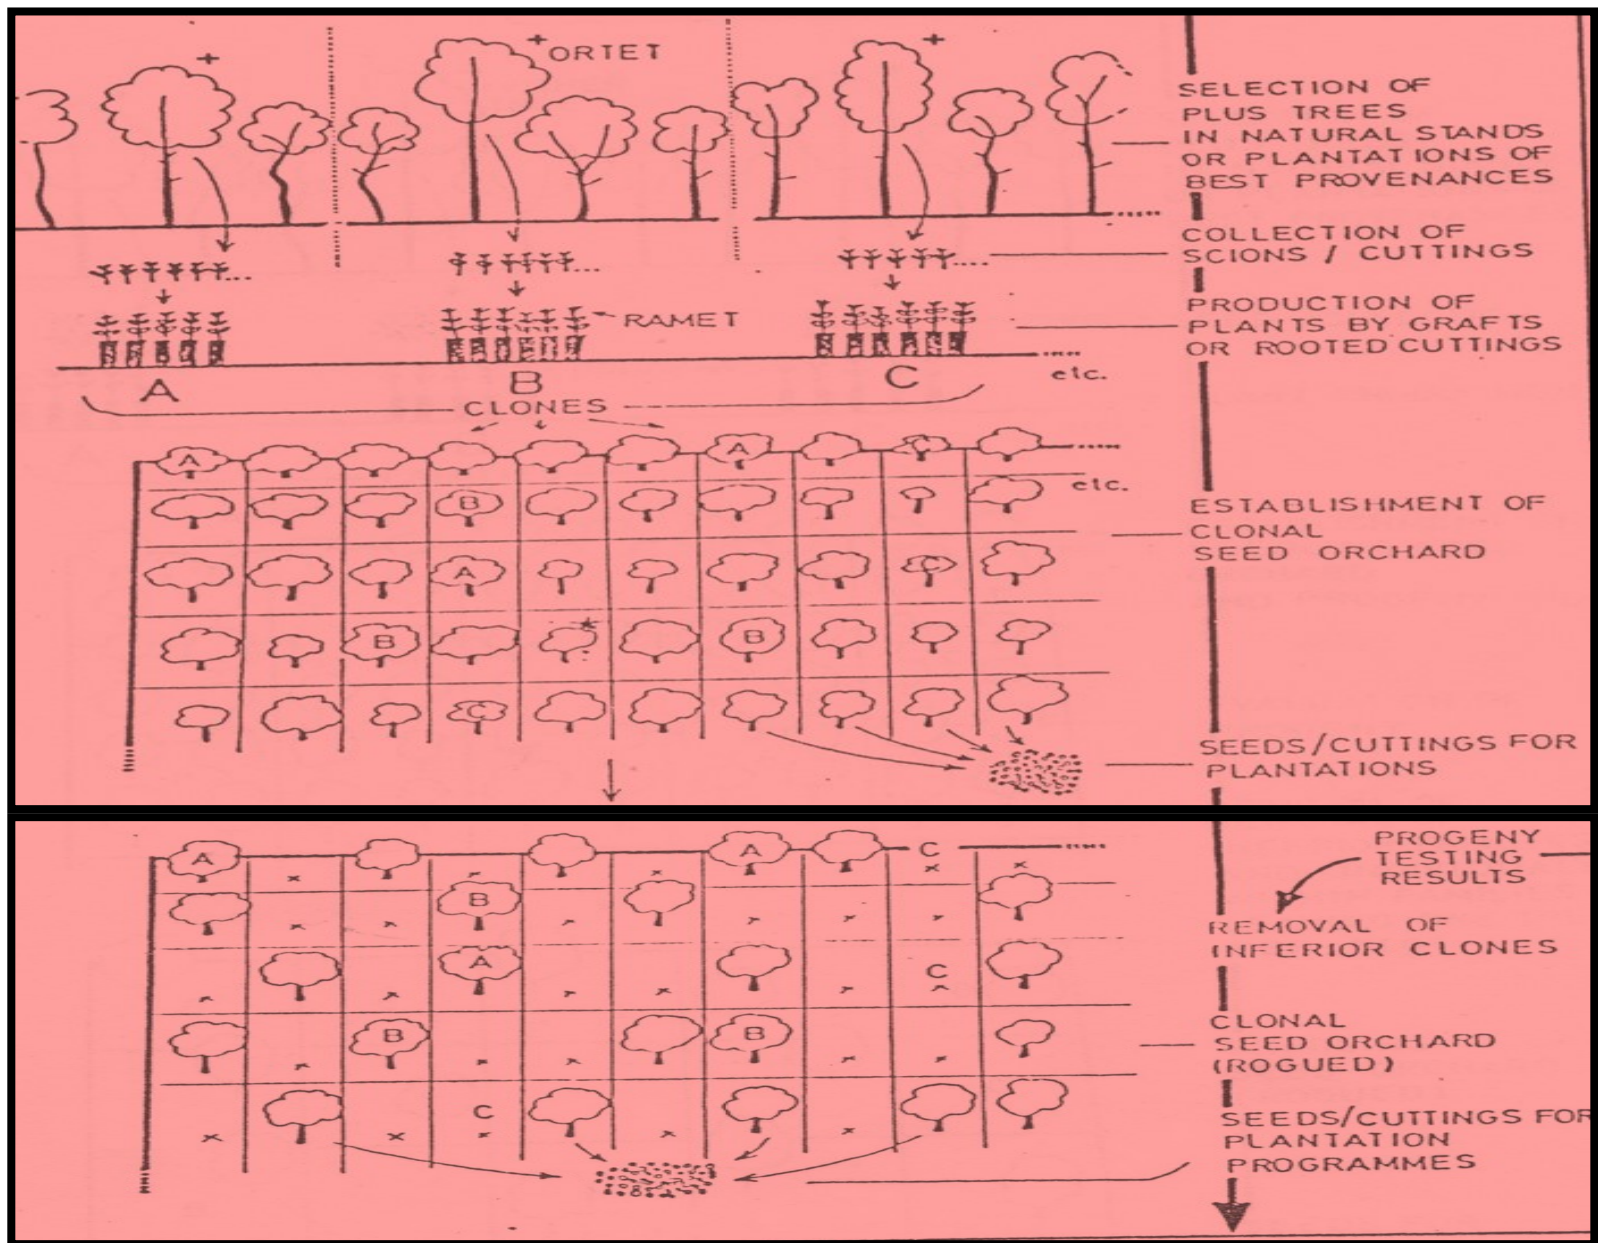 +
+ ORTET
+
SELECTION OF
PLUS TREES
IN NATURAL STANDS
OR PLANTATIONS OF
BEST PROVENANCES
COLLECTION OF
SCIONS / CUTTINGS
PRODUCTION OF
PLANTS BY GRAFTS
OR ROOTED CUTTINGS
RAMET
A B C etc.
CLONES
A A C
etc.
B
A C
B B
C
ESTABLISHMENT OF
CLONAL
SEED ORCHARD
SEEDS/CUTTINGS FOR
PLANTATIONS
A A C
B
A C
B B
C
PROGENY
TESTING
RESULTS
REMOVAL OF
INFERIOR CLONES
CLONAL
SEED ORCHARD
(ROGUED)
SEEDS/CUTTINGS FOR
PLANTATION
PROGRAMMES